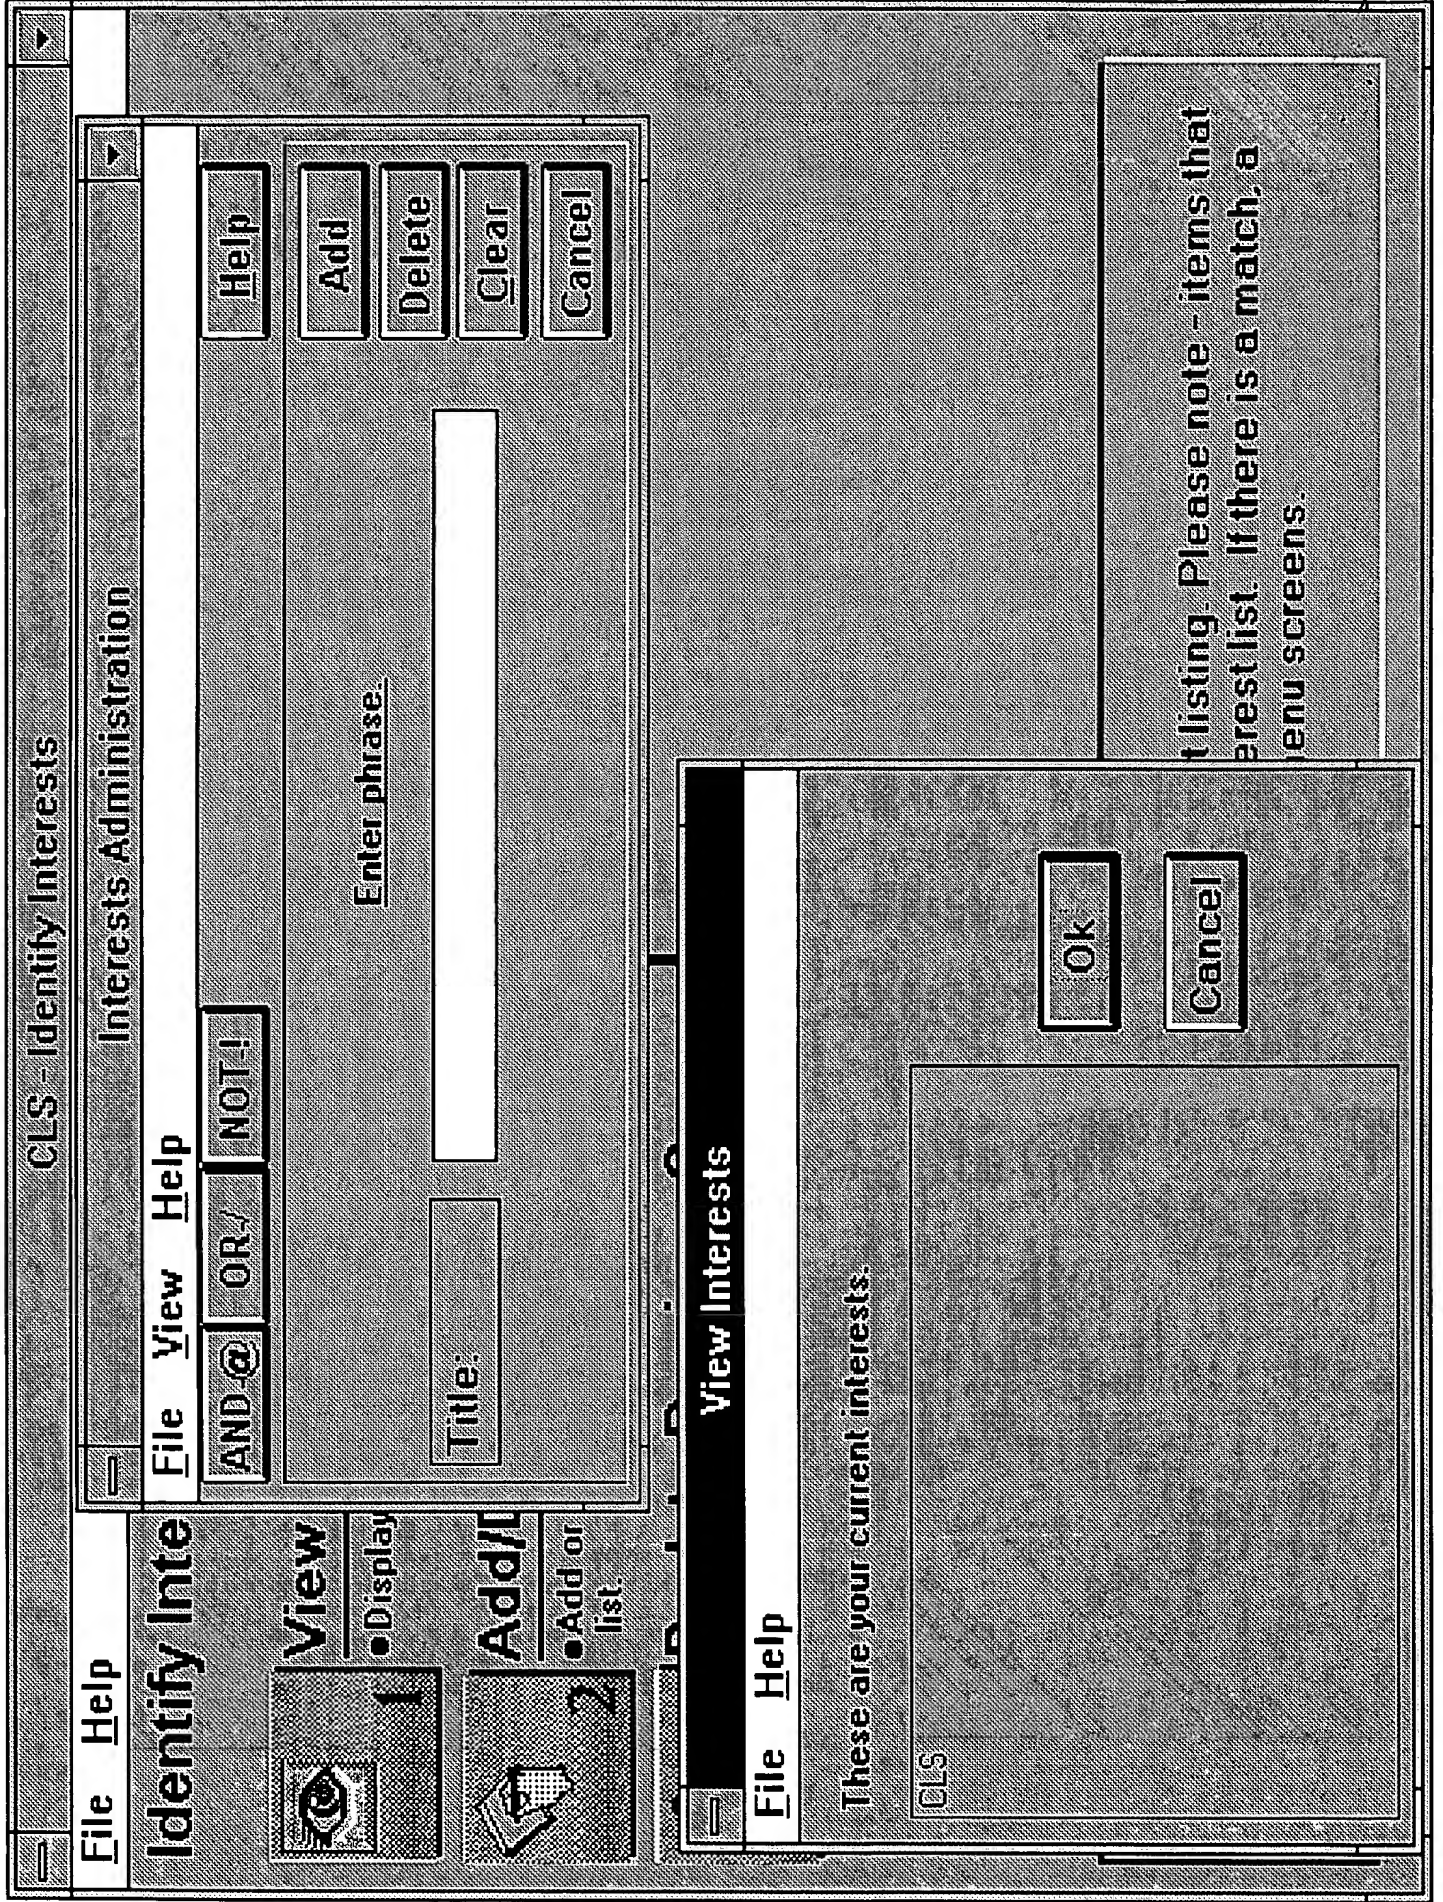 CLS - Identify Interests
File Help
Identify Inte
View
●Display
1
Add/
●Add or
list.
2
Interests Administration
File View Help
AND-@ OR-/ NOT-! Help
Enter phrase.
Title:
Add
Delete
Clear
Cancel
View Interests
File Help
These are your current interests.
CLS
Ok
Cancel
t listing. Please note - items that
erest list. If there is a match, a
enu screens.